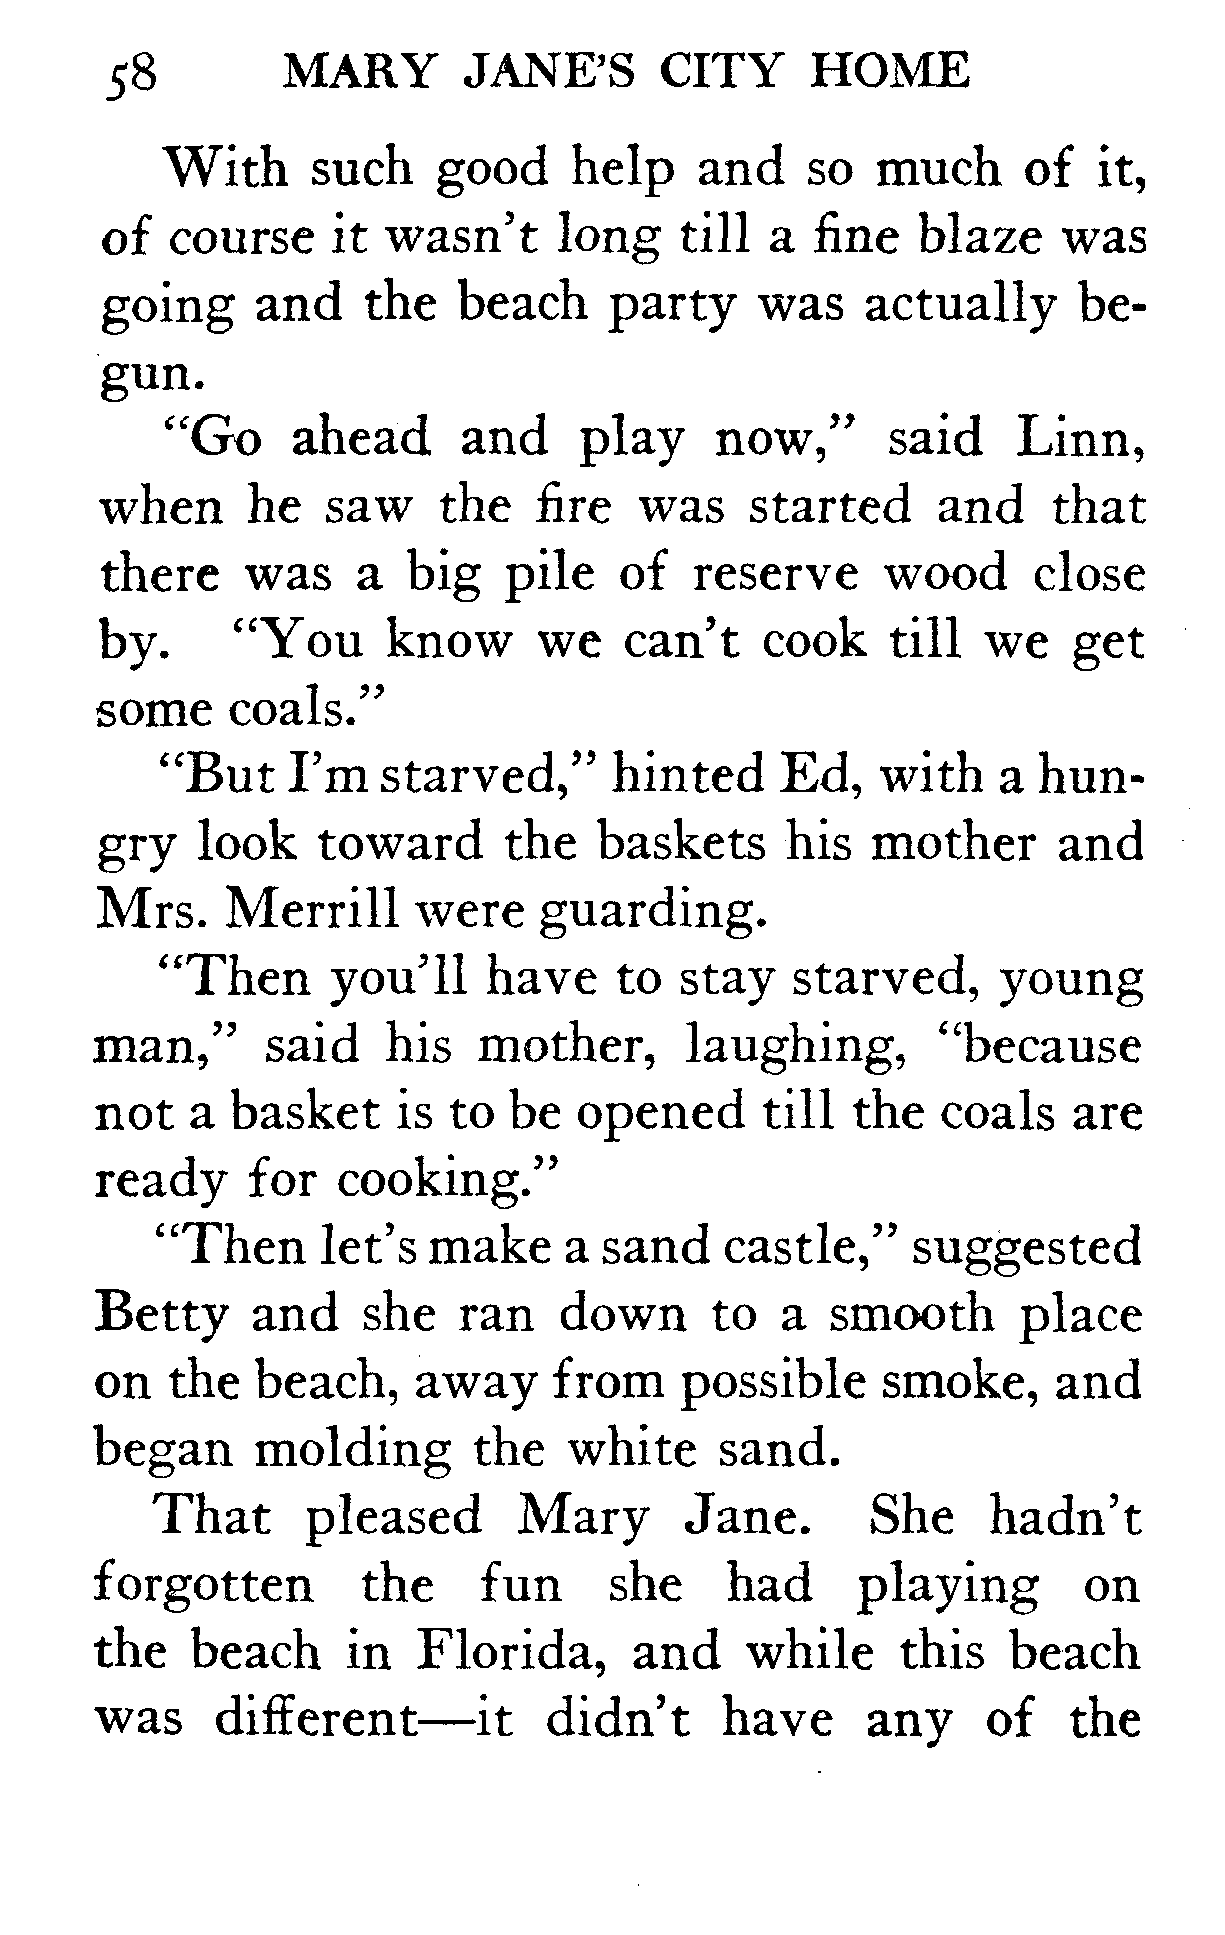 58 MARY JANE'S CITY HOME
With such good help and so much of it,
of course it wasn't long till a fine blaze was
going and the beach party was actually be-
gun.
"Go ahead and play now," said Linn,
when he saw the fire was started and that
there was a big pile of reserve wood close
by. "You know we can't cook till we get
some coals."
"But I'm starved," hinted Ed, with a hun-
gry look toward the baskets his mother and
Mrs. Merrill were guarding.
"Then you'll have to stay starved, young
man," said his mother, laughing, "because
not a basket is to be opened till the coals are
ready for cooking."
"Then let's make a sand castle," suggested
Betty and she ran down to a smooth place
on the beach, away from possible smoke, and
began molding the white sand.
That pleased Mary Jane. She hadn't
forgotten the fun she had playing on
the beach in Florida, and while this beach
was different—it didn't have any of the